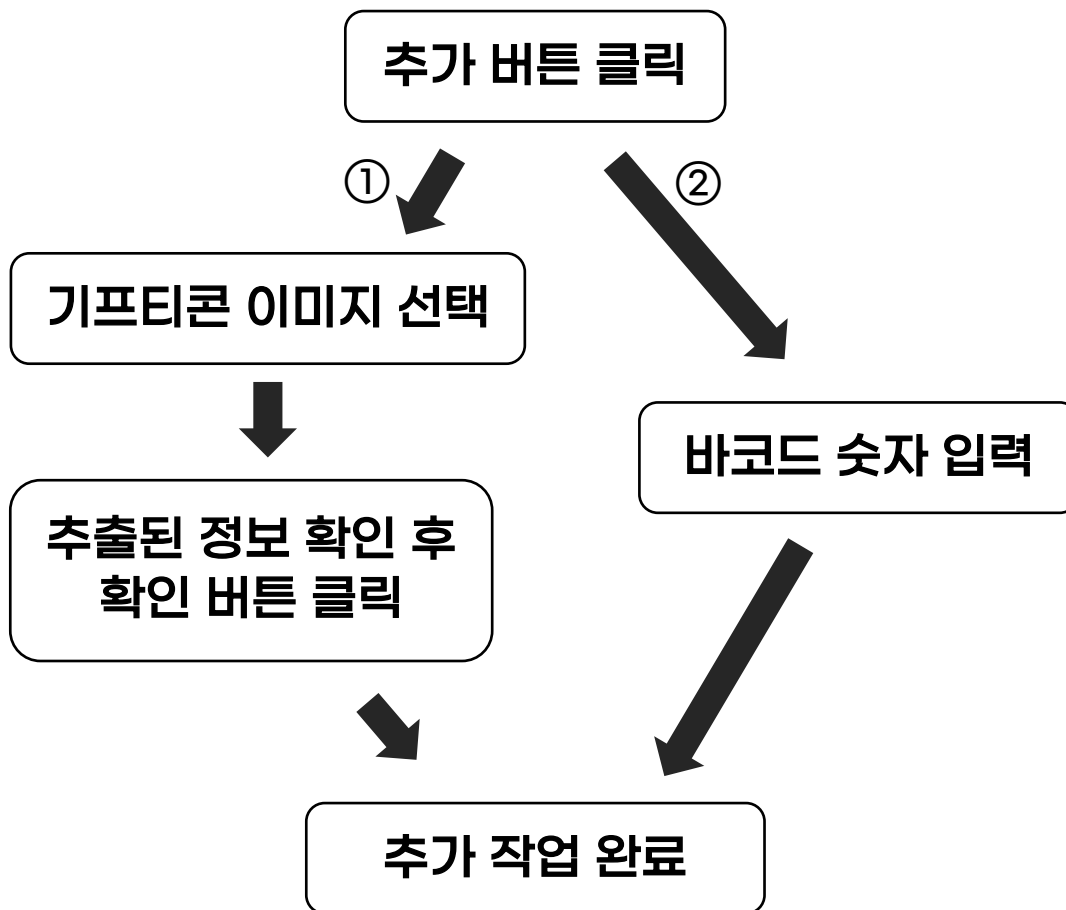 추가 버튼 클릭
①
②
기프티콘 이미지 선택
바코드 숫자 입력
추출된 정보 확인 후
확인 버튼 클릭
추가 작업 완료